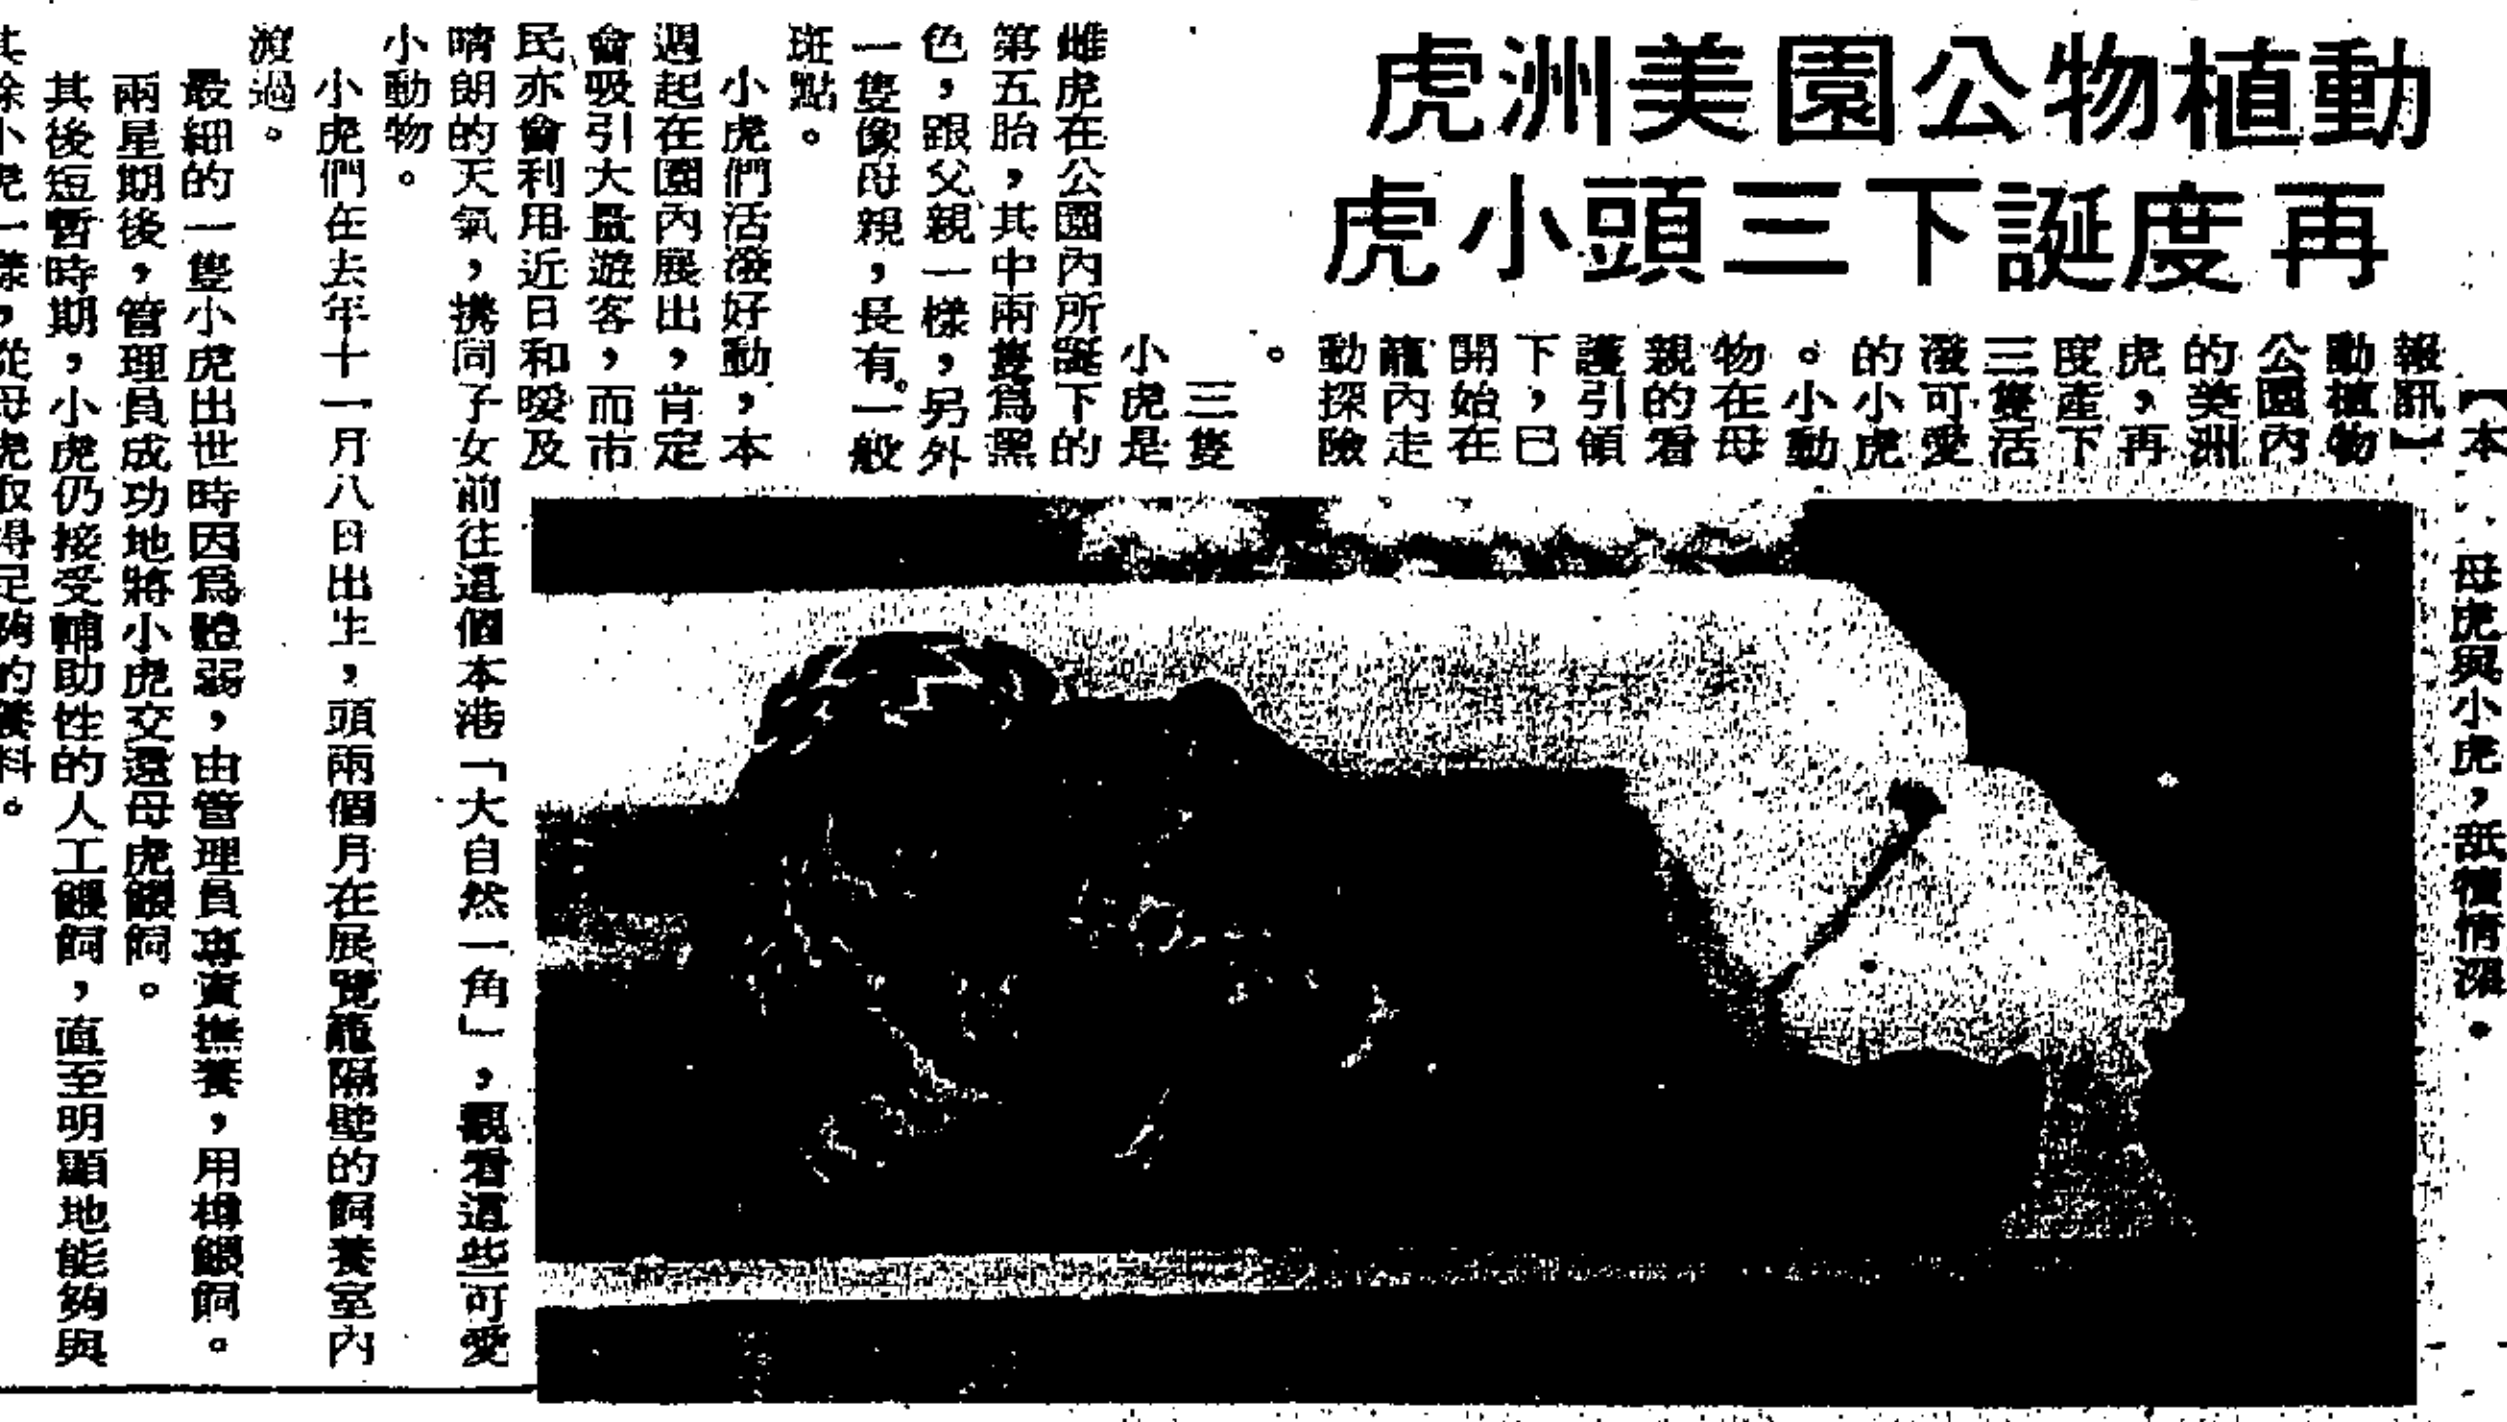 動植物公園美洲虎
再度誕下三頭小虎
【本
報訊】
動植物
公園內
的美洲
虎，再
度產下
三隻活
潑可愛
的小虎
。小動
物在母
親的看
護引領
下，已
開始在
籠內走
動探險
。
三隻
小虎是
雌虎在公園內所誕下的
第五胎，其中兩隻爲黑
色，跟父親一樣，另外
一隻像母親，長有一般
斑點。
小虎們活潑好動，本
週起在園內展出，肯定
會吸引大量遊客，而市
民亦會利用近日和暖及
晴朗的天氣，携同子女前往這個本港「大自然一角」，觀看這些可愛
小動物。
小虎們在去年十一月八日出生，頭兩個月在展覽籠隔壁的飼養室內
渡過。
最細的一隻小虎出世時因爲體弱，由管理員專責撫養，用樽餵飼。
兩星期後，管理員成功地將小虎交還母虎餵飼。
其後短暫時期，小虎仍接受輔助性的人工餵飼，直至明顯地能夠與
其餘小虎一樣，從母虎取得足夠的養料。
母虎與小虎，舐犢情深。